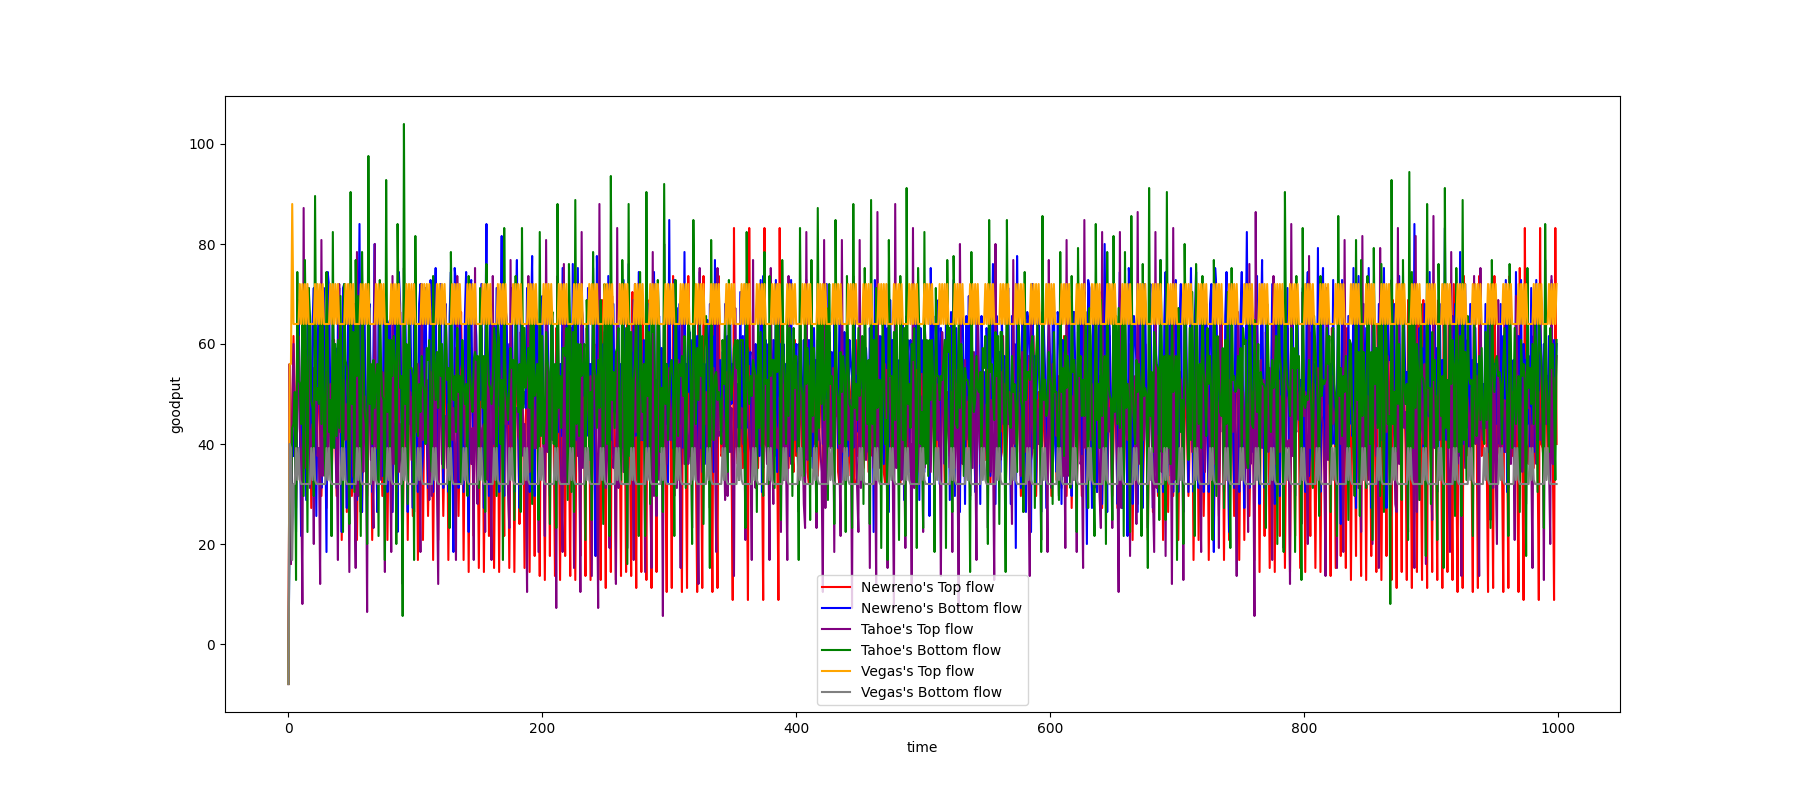 100
80
60
40
20
0
goodput
0 200 400 600 800 1000
time
Newreno's Top flow
Newreno's Bottom flow
Tahoe's Top flow
Tahoe's Bottom flow
Vegas's Top flow
Vegas's Bottom flow